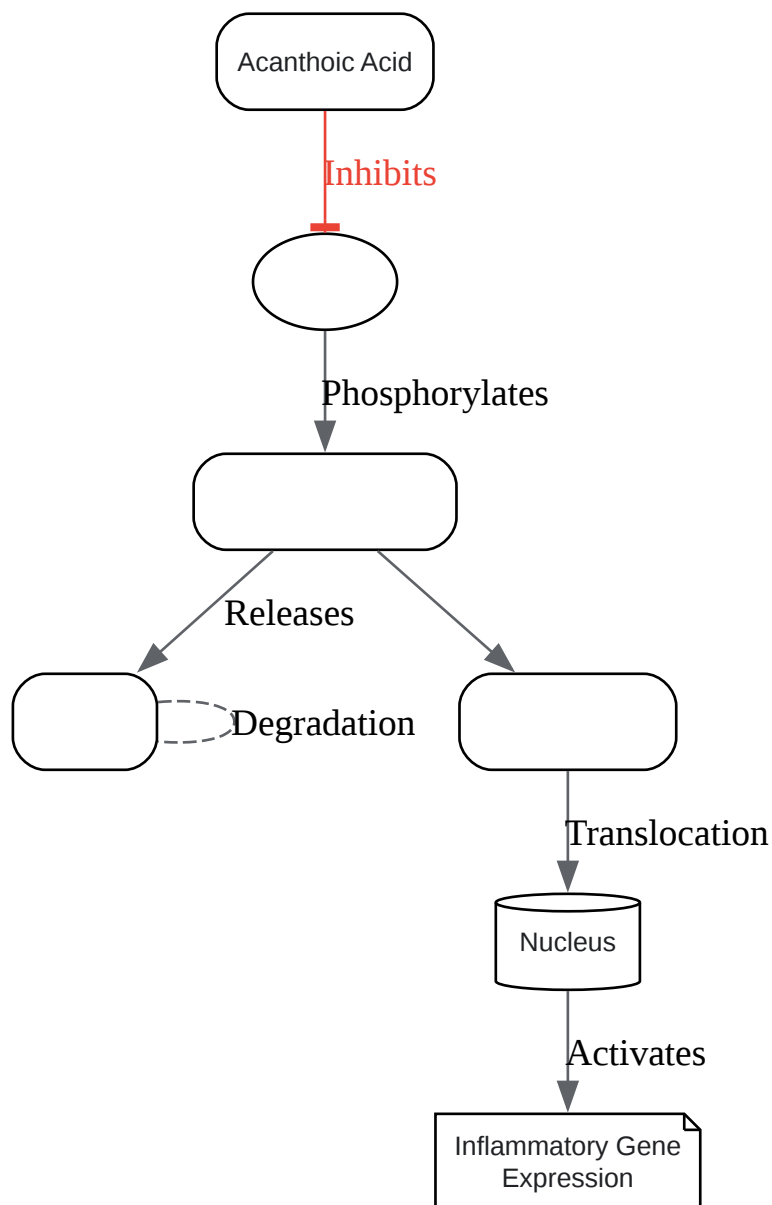 Acanthoic Acid
Inhibits
Phosphorylates
Releases
Degradation
Translocation
Nucleus
Activates
Inflammatory Gene
Expression